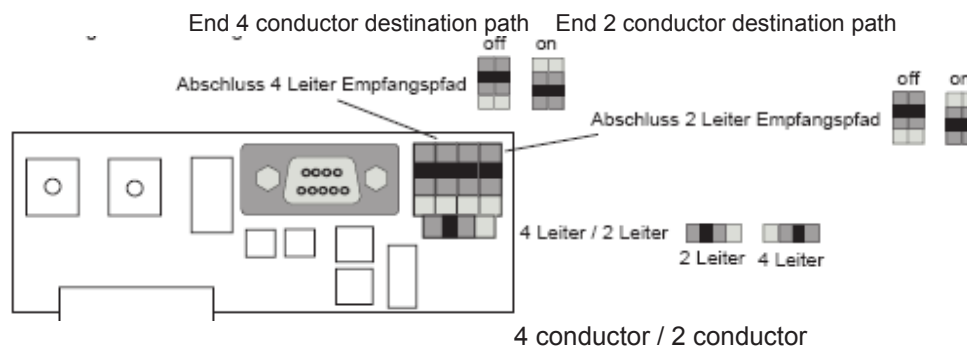 End 4 conductor destination path End 2 conductor destination path
off on
Abschluss 4 Leiter Empfangspfad
off on
Abschluss 2 Leiter Empfangspfad
4 Leiter / 2 Leiter
2 Leiter 4 Leiter
4 conductor / 2 conductor